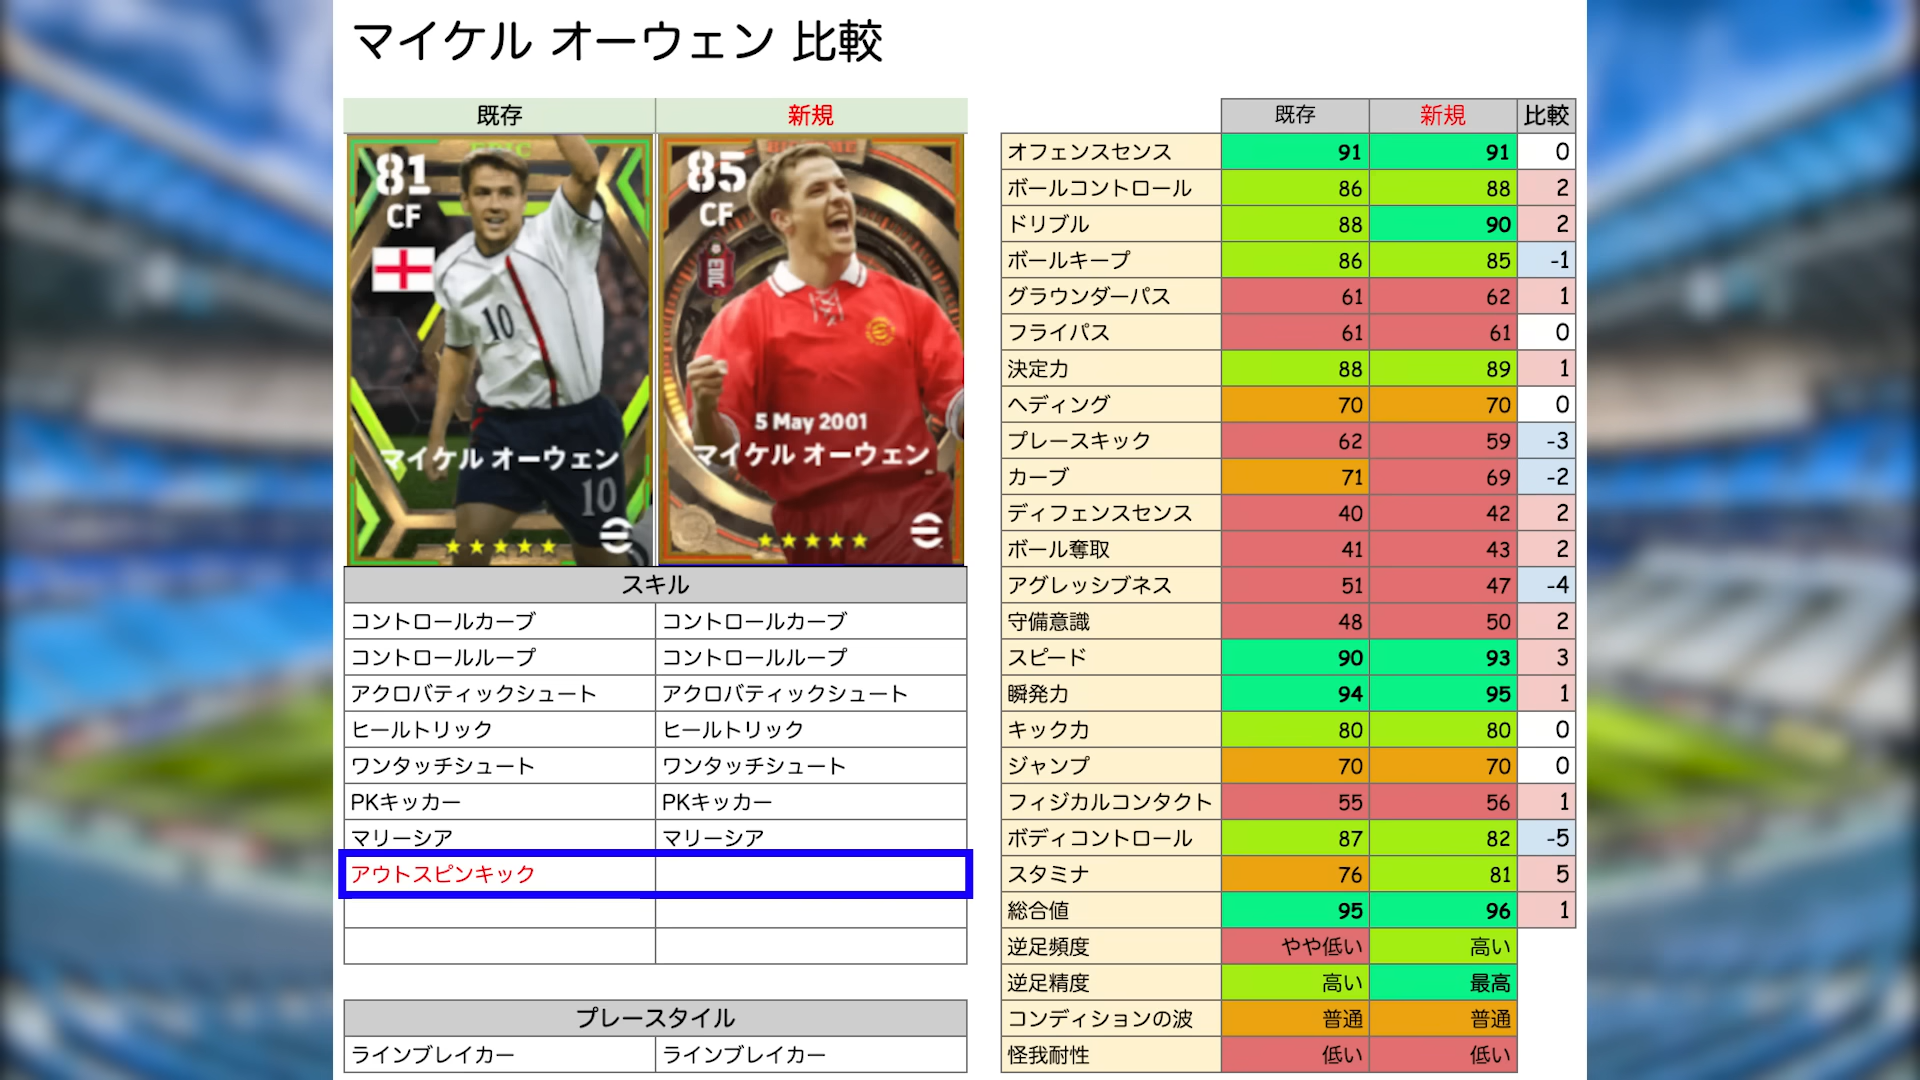 マイケル オーウェン 比較
既存 新規
EPIC
81
CF
10
マイケル オーウェン
10
BIG TIME
85
CF
5 May 2001
マイケル オーウェン
スキル
コントロールカーブ コントロールカーブ
コントロールループ コントロールループ
アクロバティックシュート アクロバティックシュート
ヒールトリック ヒールトリック
ワンタッチシュート ワンタッチシュート
PKキッカー PKキッカー
マリーシア マリーシア
アウトスピンキック
プレースタイル
ラインブレイカー ラインブレイカー
既存 新規 比較
オフェンスセンス 91 91 0
ボールコントロール 86 88 2
ドリブル 88 90 2
ボールキープ 86 85 -1
グラウンダーパス 61 62 1
フライパス 61 61 0
決定力 88 89 1
ヘディング 70 70 0
プレースキック 62 59 -3
カーブ 71 69 -2
ディフェンスセンス 40 42 2
ボール奪取 41 43 2
アグレッシブネス 51 47 -4
守備意識 48 50 2
スピード 90 93 3
瞬発力 94 95 1
キック力 80 80 0
ジャンプ 70 70 0
フィジカルコンタクト 55 56 1
ボディコントロール 87 82 -5
スタミナ 76 81 5
総合値 95 96 1
逆足頻度 やや低い 高い
逆足精度 高い 最高
コンディションの波 普通 普通
怪我耐性 低い 低い